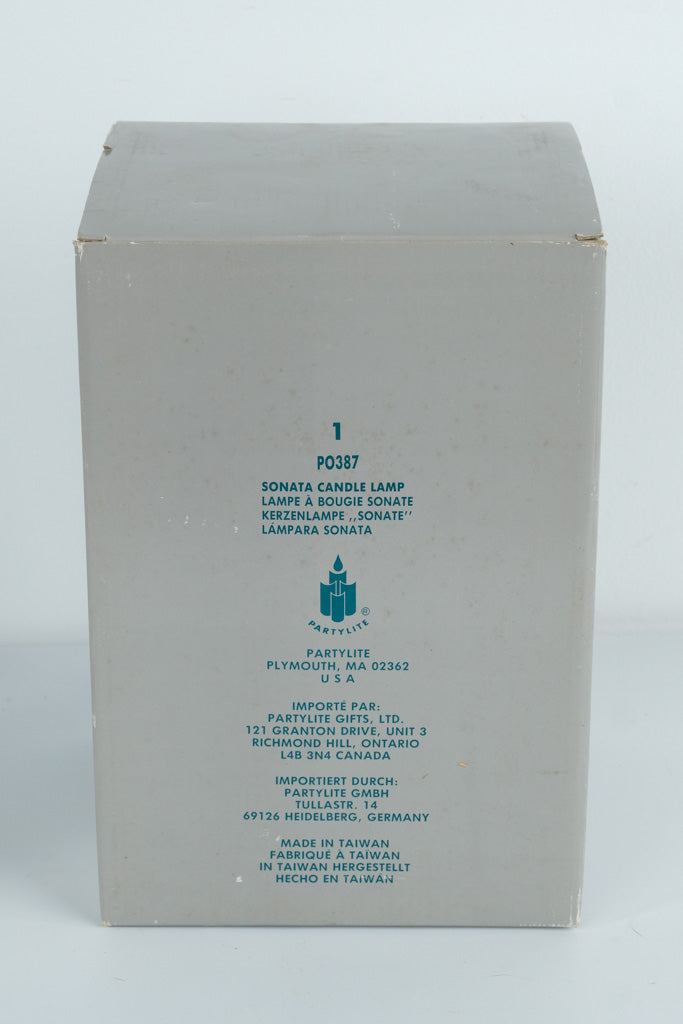 1
PO387
SONATA CANDLE LAMP
LAMPE À BOUGIE SONATE
KERZENLAMPE ,,SONATE''
LÁMPARA SONATA
PARTYLITE ®
PARTYLITE
PLYMOUTH, MA 02362
U S A
IMPORTÉ PAR:
PARTYLITE GIFTS, LTD.
121 GRANTON DRIVE, UNIT 3
RICHMOND HILL, ONTARIO
L4B 3N4 CANADA
IMPORTIERT DURCH:
PARTYLITE GMBH
TULLASTR. 14
69126 HEIDELBERG, GERMANY
MADE IN TAIWAN
FABRIQUÉ À TAÏWAN
IN TAIWAN HERGESTELLT
HECHO EN TAIWÁN